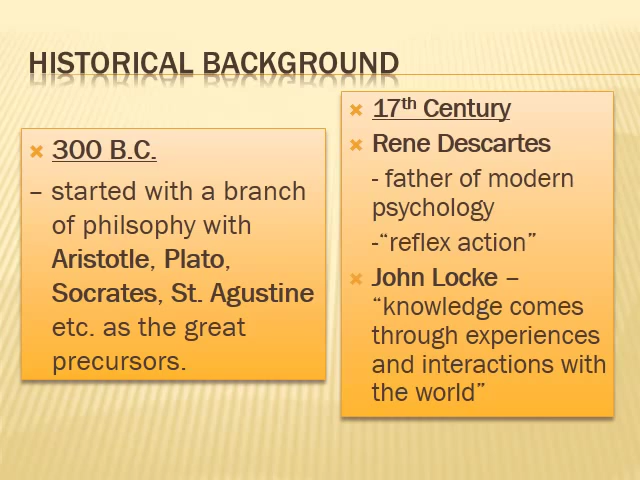 HISTORICAL BACKGROUND
300 B.C.
– started with a branch
of philsophy with
Aristotle, Plato,
Socrates, St. Agustine
etc. as the great
precursors.
17th Century
Rene Descartes
- father of modern
psychology
-“reflex action”
John Locke –
“knowledge comes
through experiences
and interactions with
the world”